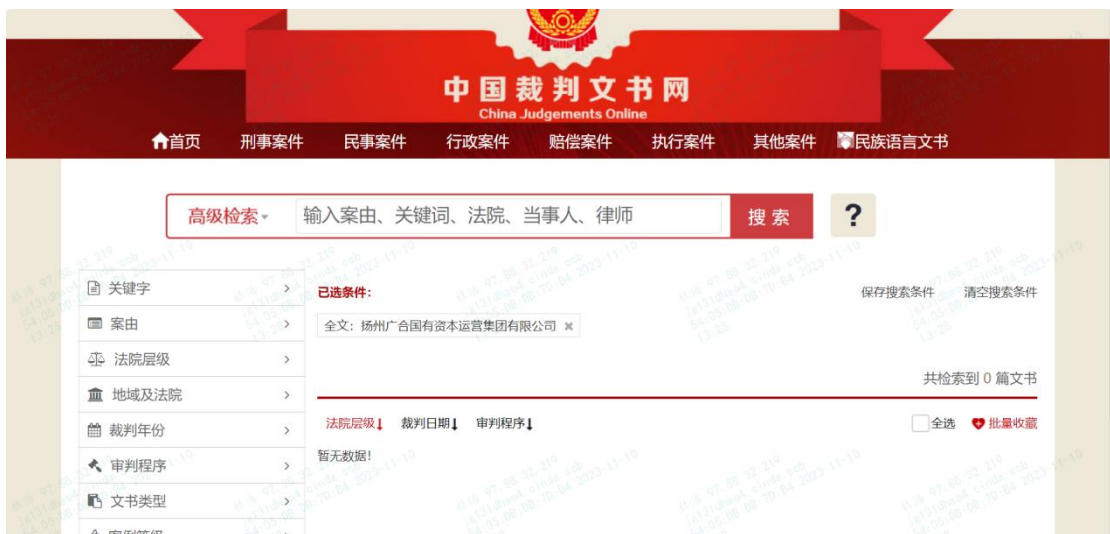 中国裁判文书网
China Judgements Online
首页 刑事案件 民事案件 行政案件 赔偿案件 执行案件 其他案件 民族语言文书
高级检索 输入案由、关键词、法院、当事人、律师 搜索 ?
关键字
已选条件:
保存搜索条件 清空搜索条件
案由
全文：扬州广合国有资本运营集团有限公司
法院层级
共检索到 0 篇文书
地域及法院
法院层级 裁判日期 审判程序
全选 批量收藏
裁判年份
暂无数据!
审判程序
文书类型